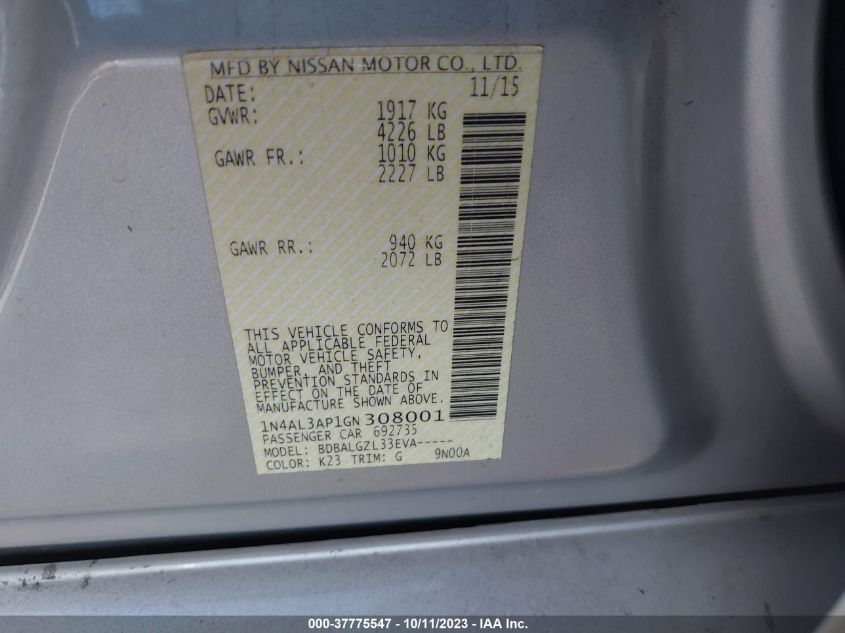 MFD BY NISSAN MOTOR CO., LTD.
DATE: 11/15
GVWR: 1917 KG
4226 LB
GAWR FR.: 1010 KG
2227 LB
GAWR RR.: 940 KG
2072 LB
THIS VEHICLE CONFORMS TO
ALL APPLICABLE FEDERAL
MOTOR VEHICLE SAFETY,
BUMPER, AND THEFT
PREVENTION STANDARDS IN
EFFECT ON THE DATE OF
MANUFACTURE SHOWN ABOVE.
1N4AL3AP1GN308001
PASSENGER CAR 692735
MODEL: BDBALGZL33EVA-----
COLOR: K23 TRIM: G 9N00A
000-37775547 - 10/11/2023 - IAA Inc.